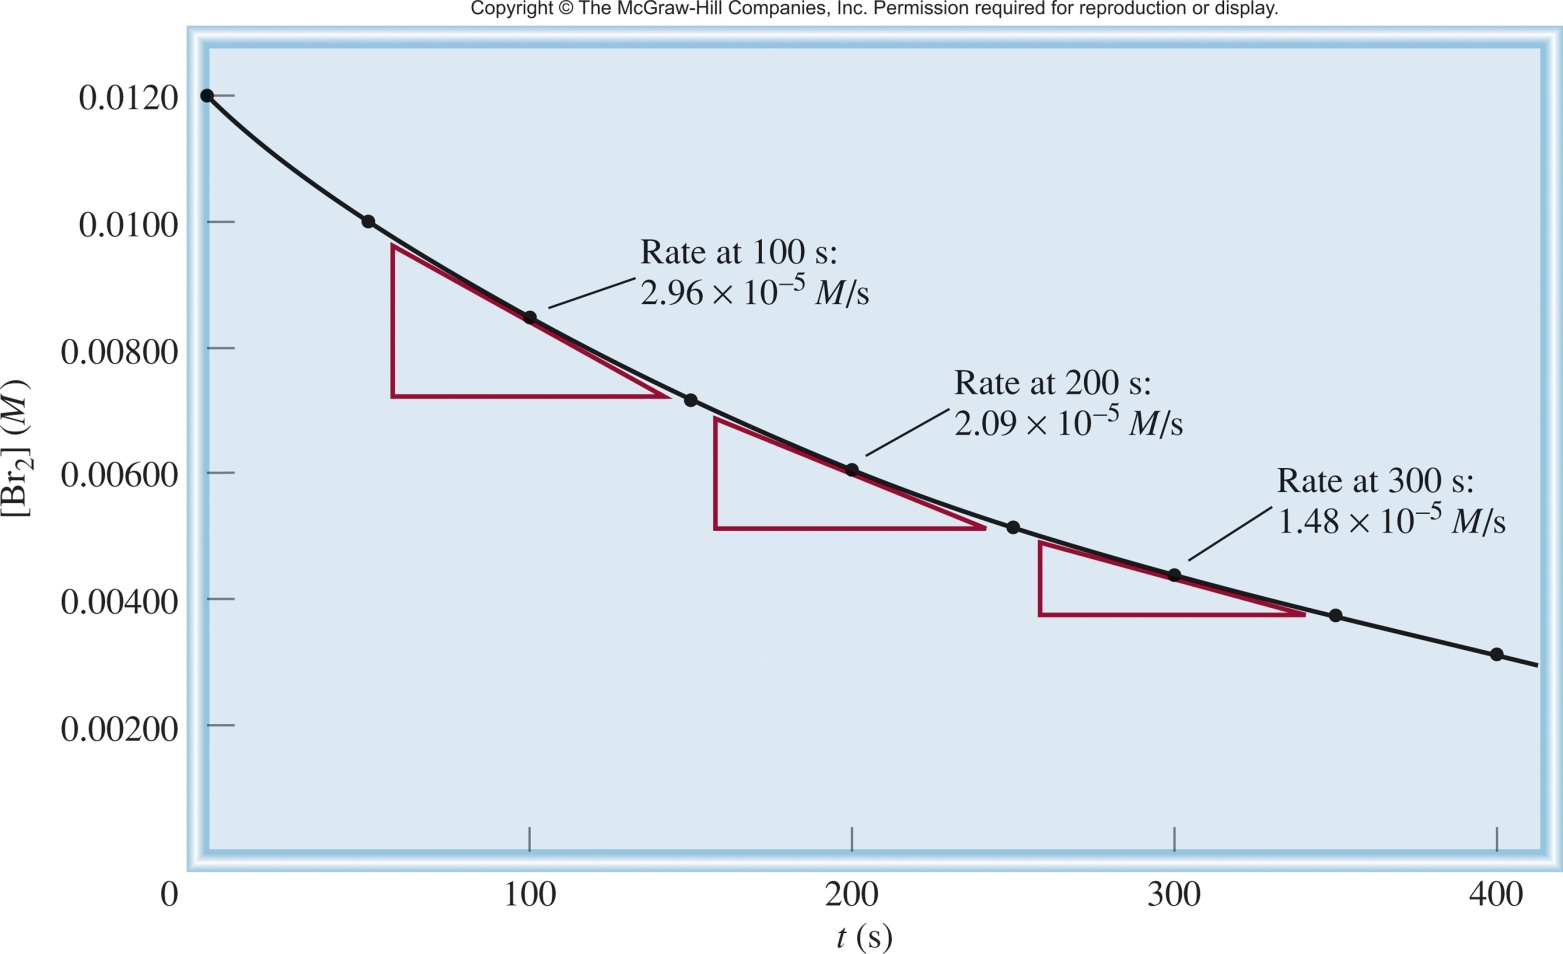 Copyright © The McGraw-Hill Companies, Inc. Permission required for reproduction or display.
0.0120
0.0100
0.00800
0.00600
0.00400
0.00200
[Br₂] (M)
Rate at 100 s:
2.96 × 10⁻⁵ M/s
Rate at 200 s:
2.09 × 10⁻⁵ M/s
Rate at 300 s:
1.48 × 10⁻⁵ M/s
0 100 200 300 400
t (s)